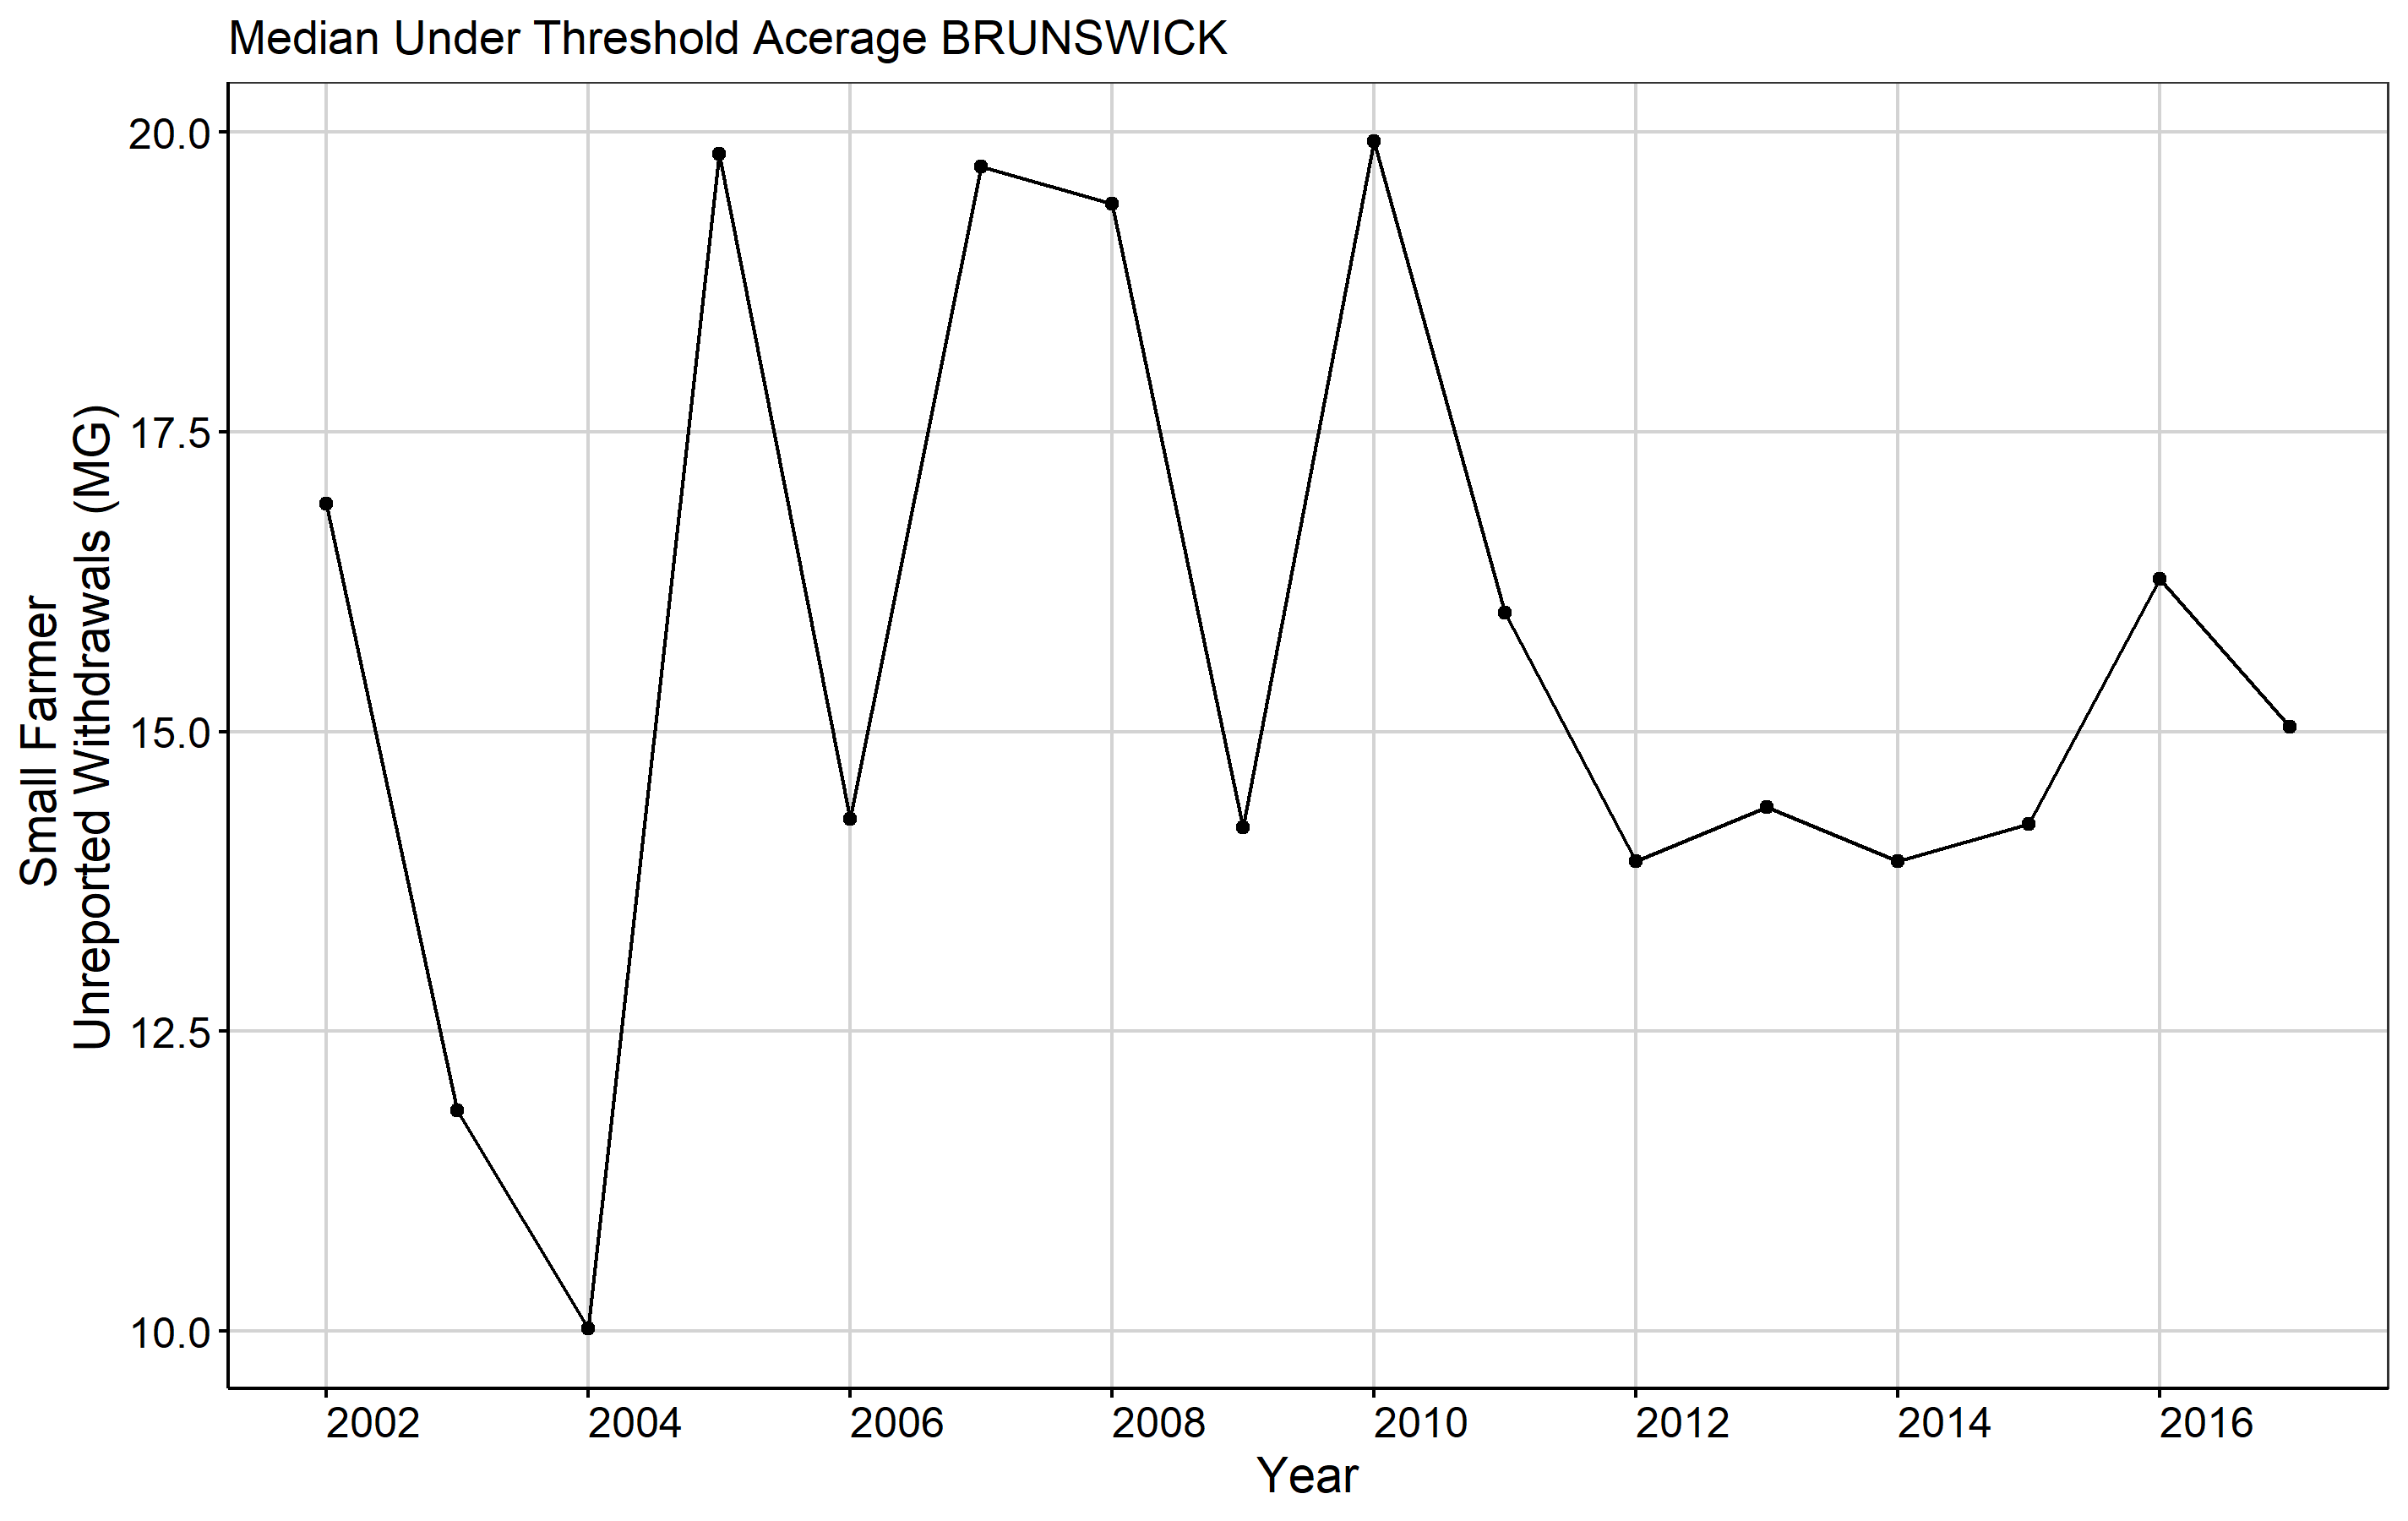 Median Under Threshold Acerage BRUNSWICK
Small Farmer
Unreported Withdrawals (MG)
20.0
17.5
15.0
12.5
10.0
2002 2004 2006 2008 2010 2012 2014 2016
Year